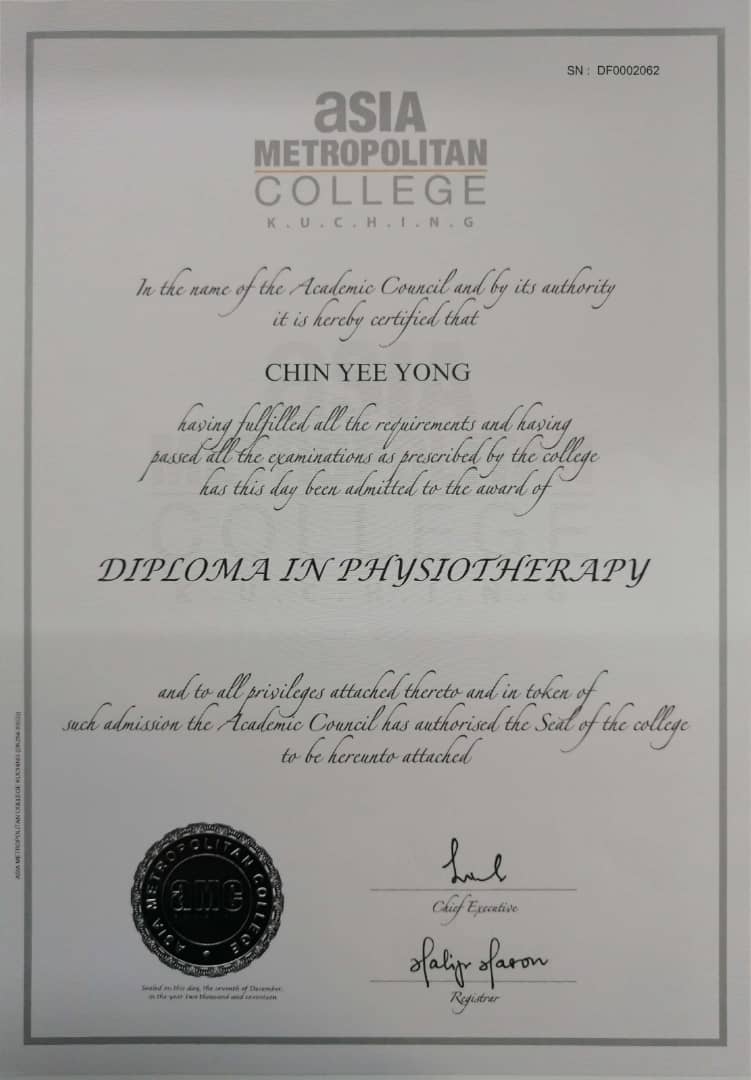 SN : DF0002062
aSIA
METROPOLITAN
COLLEGE
K.U.C.H.I.N.G
In the name of the Academic Council and by its authority
it is hereby certified that
CHIN YEE YONG
having fulfilled all the requirements and having
passed all the examinations as prescribed by the college
has this day been admitted to the award of
DIPLOMA IN PHYSIOTHERAPY
and to all privileges attached thereto and in token of
such admission the Academic Council has authorised the Seal of the college
to be hereunto attached
ASIA METROPOLITAN COLLEGE
amc
Sealed on this day, the seventh of December,
in the year two thousand and seventeen
Chief Executive
Registrar
ASIA METROPOLITAN COLLEGE KUCHING